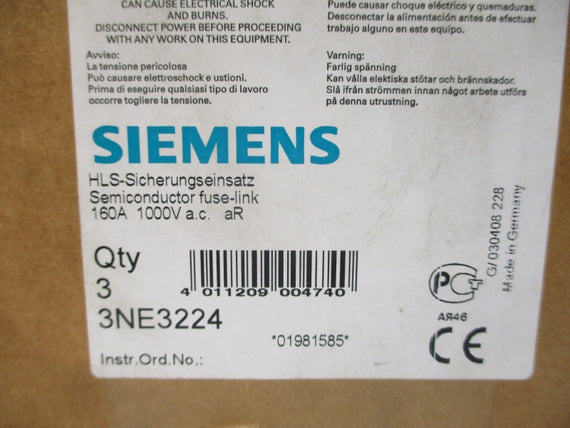 CAN CAUSE ELECTRICAL SHOCK
AND BURNS.
DISCONNECT POWER BEFORE PROCEEDING
WITH ANY WORK ON THIS EQUIPMENT.
Puede causar choque eléctrico y quemaduras.
Desconectar la alimentación antes de efectuar
trabajo alguno en este equipo.
Avviso:
La tensione pericolosa
Può causare elettroshock e ustioni.
Prima di eseguire qualsiasi tipo di lavoro
occorre togliere la tensione.
Varning:
Farlig spänning
Kan välla elektiska stötar och brännskador.
Slå ifrån strömmen innan något arbete utförs
på denna utrustning.
SIEMENS
HLS-Sicherungseinsatz
Semiconductor fuse-link
160A 1000V a.c. aR
Qty
3
4 011209 004740
3NE3224
*01981585*
Instr.Ord.No.:
G/ 030408 228
Made in Germany
АЯ46
CE